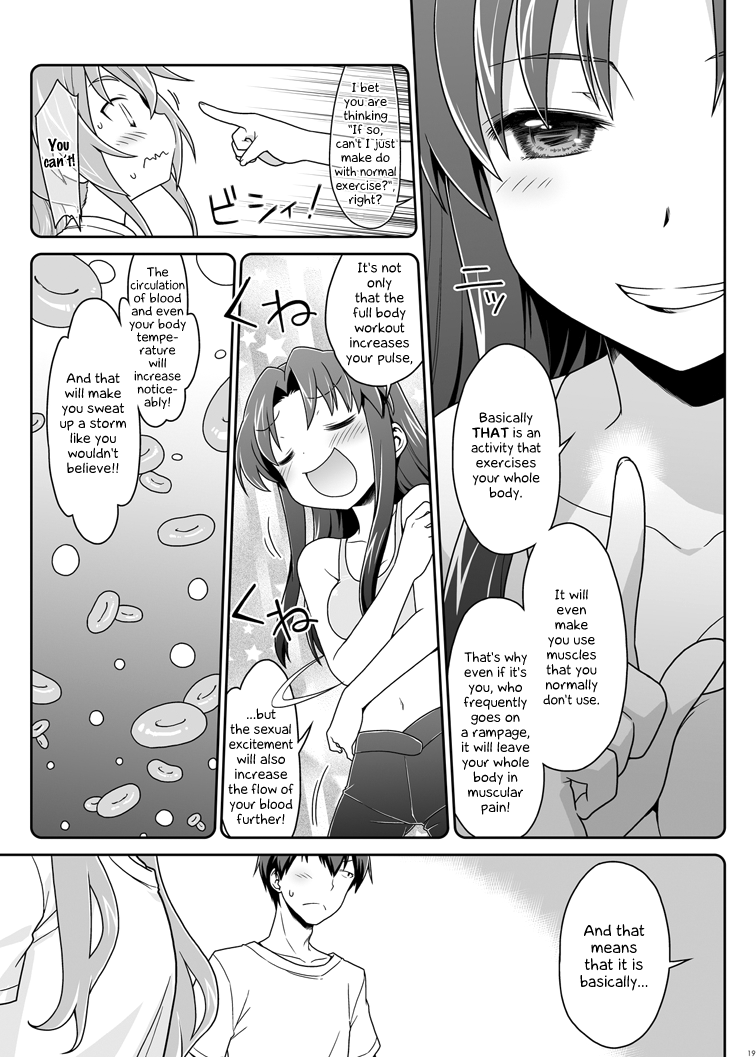 Basically
THAT is an
activity that
exercises
your whole
body.
It will
even
make
you use
muscles
that you
normally
don't use.
That's why
even if it's
you, who
frequently
goes on
a rampage,
it will leave
your whole
body in
muscular
pain!
ニッ
I bet
you are
thinking
"If so,
can't I just
make do
with normal
exercise?",
right?
ビシィ!
You
can't!
It's not
only
that the
full body
workout
increases
your pulse,
くね
くね
...but
the sexual
excitement
will also
increase
the flow of
your blood
further!
The
circulation
of blood
and even
your body
tempe-
rature
will
increase
notice-
ably!
And that
will make
you sweat
up a storm
like you
wouldn't
believe!!
And that
means
that it is
basically...
19